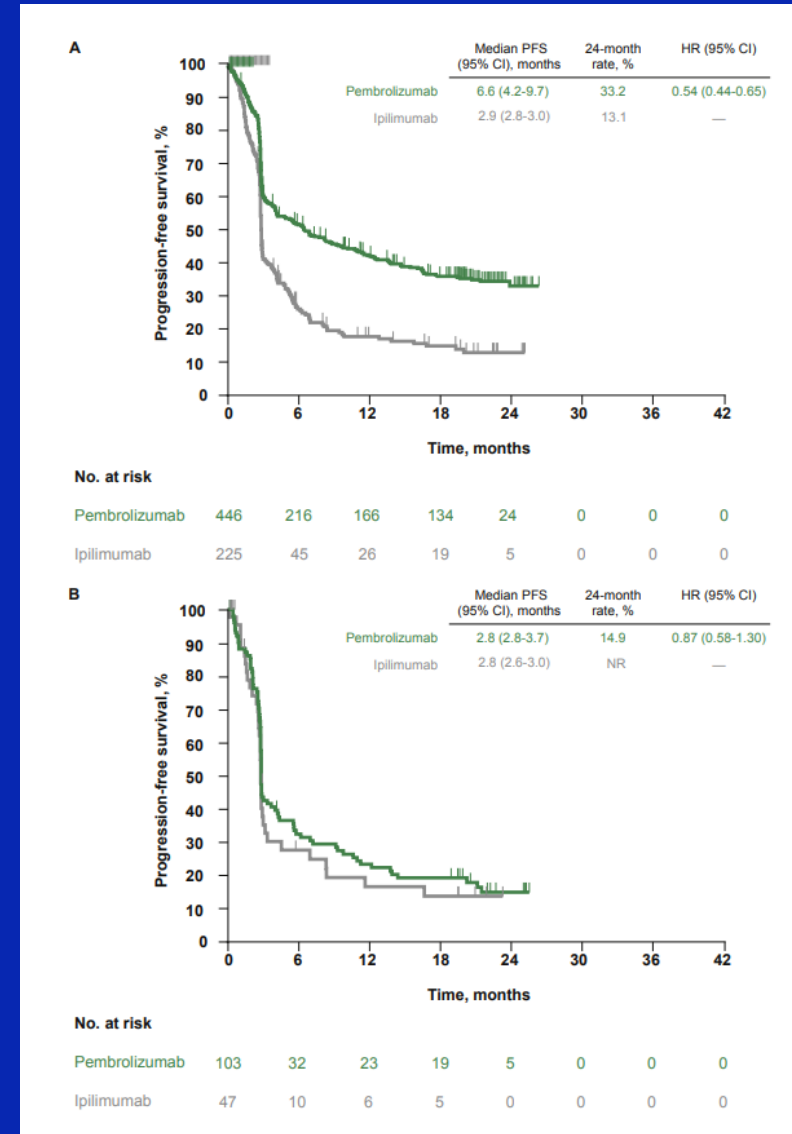 A
Median PFS 24-month HR (95% CI)
(95% CI), months rate, %
Pembrolizumab 6.6 (4.2-9.7) 33.2 0.54 (0.44-0.65)
Ipilimumab 2.9 (2.8-3.0) 13.1 —
Progression-free survival, %
100
90
80
70
60
50
40
30
20
10
0
0 6 12 18 24 30 36 42
Time, months
No. at risk
Pembrolizumab 446 216 166 134 24 0 0 0
Ipilimumab 225 45 26 19 5 0 0 0
B
Median PFS 24-month HR (95% CI)
(95% CI), months rate, %
Pembrolizumab 2.8 (2.8-3.7) 14.9 0.87 (0.58-1.30)
Ipilimumab 2.8 (2.6-3.0) NR —
Progression-free survival, %
100
90
80
70
60
50
40
30
20
10
0
0 6 12 18 24 30 36 42
Time, months
No. at risk
Pembrolizumab 103 32 23 19 5 0 0 0
Ipilimumab 47 10 6 5 0 0 0 0